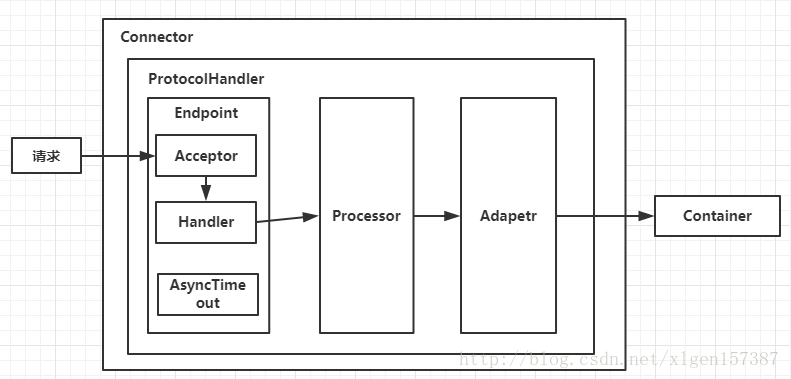 Connector
ProtocolHandler
Endpoint
请求
Acceptor
Handler
Processor
Adapetr
Container
AsyncTime
out
http://blog.csdn.net/xlgen157387